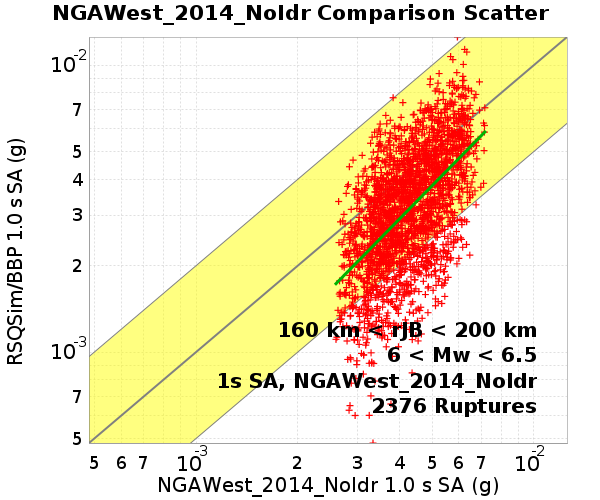 NGAWest_2014_NoIdr Comparison Scatter
10-2
7
5
4
3
2
10-3
7
5
RSQSim/BBP 1.0 s SA (g)
160 km < rJB < 200 km
6 < Mw < 6.5
1s SA, NGAWest_2014_NoIdr
2376 Ruptures
5 6 7 10-3 2 3 4 5 6 7 10-2
NGAWest_2014_NoIdr 1.0 s SA (g)